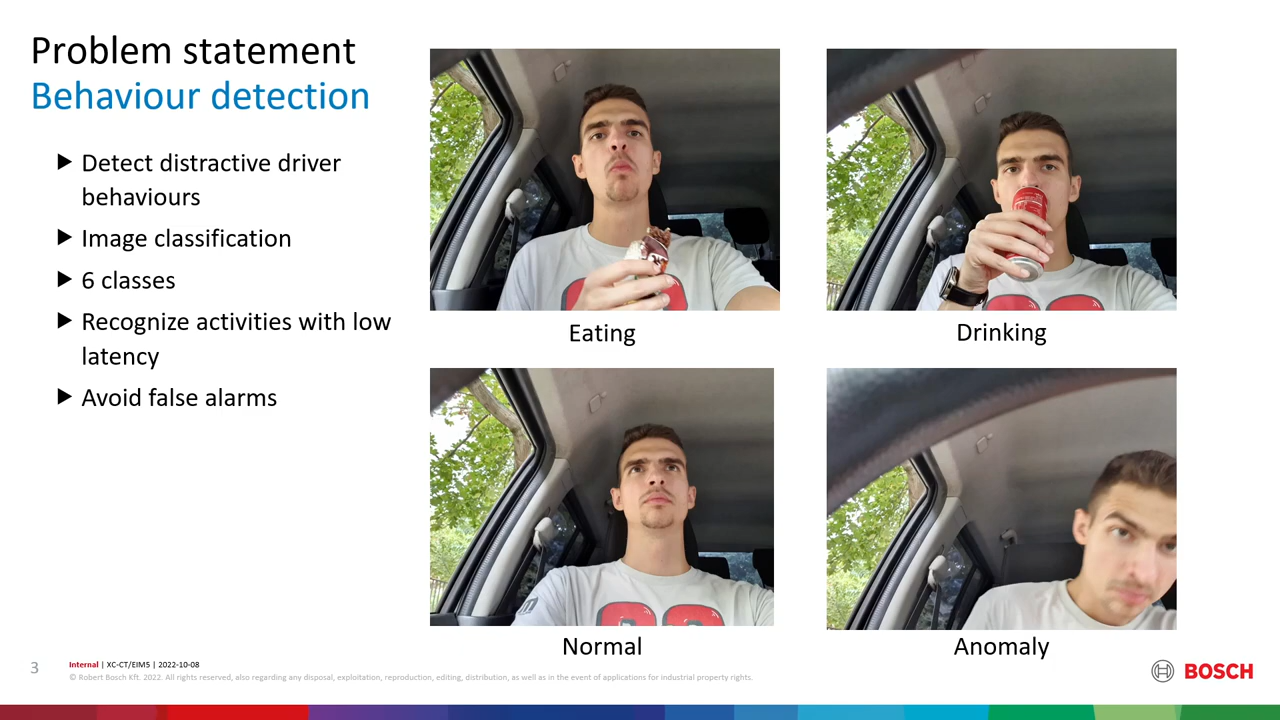 Problem statement
Behaviour detection
Detect distractive driver
behaviours
Image classification
6 classes
Recognize activities with low
latency
Avoid false alarms
Eating
Drinking
Normal
Anomaly
3
Internal | XC-CT/EIM5 | 2022-10-08
© Robert Bosch Kft. 2022. All rights reserved, also regarding any disposal, exploitation, reproduction, editing, distribution, as well as in the event of applications for industrial property rights.
BOSCH